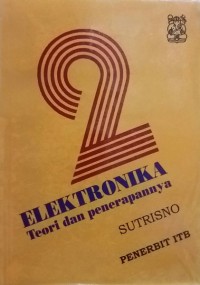 2
ELEKTRONIKA
Teori dan penerapannya
SUTRISNO
PENERBIT ITB